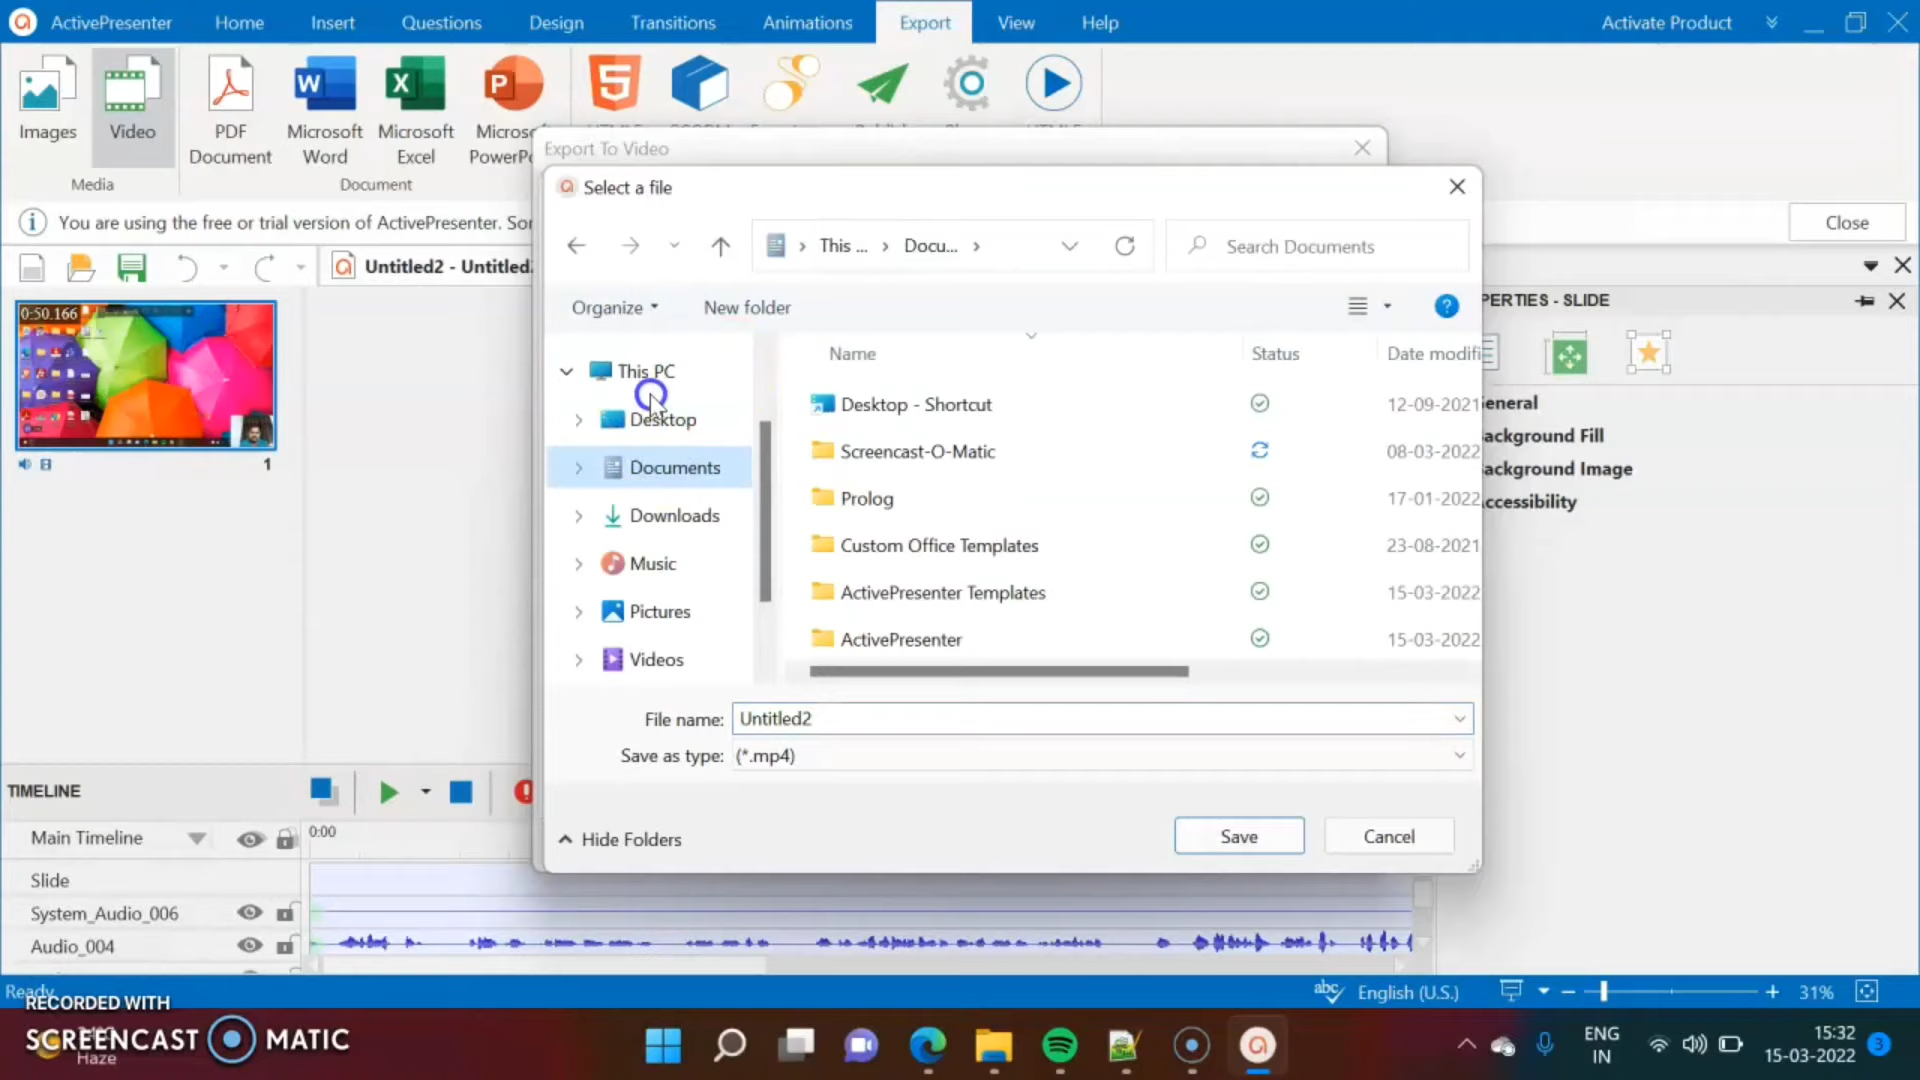 ActivePresenter Home Insert Questions Design Transitions Animations Export View Help Activate Product
Images Video PDF Document Microsoft Word Microsoft Excel
Media Document
Export To Video
You are using the free or trial version of ActivePresenter.
Close
Untitled2 - Untitled2
Select a file
This ... > Docu... >
Search Documents
Organize New folder
Name Status Date modifi
This PC
Desktop
Documents
Downloads
Music
Pictures
Videos
Desktop - Shortcut 12-09-2021
Screencast-O-Matic 08-03-2022
Prolog 17-01-2022
Custom Office Templates 23-08-2021
ActivePresenter Templates 15-03-2022
ActivePresenter 15-03-2022
File name: Untitled2
Save as type: (*.mp4)
Hide Folders
Save Cancel
0:50.166
1
PERTIES - SLIDE
eneral
ackground Fill
ackground Image
ccessibility
TIMELINE
Main Timeline 0:00
Slide
System_Audio_006
Audio_004
Ready
abc English (U.S.) 31%
RECORDED WITH
SCREENCAST MATIC
Haze
ENG
IN
15:32
15-03-2022
3